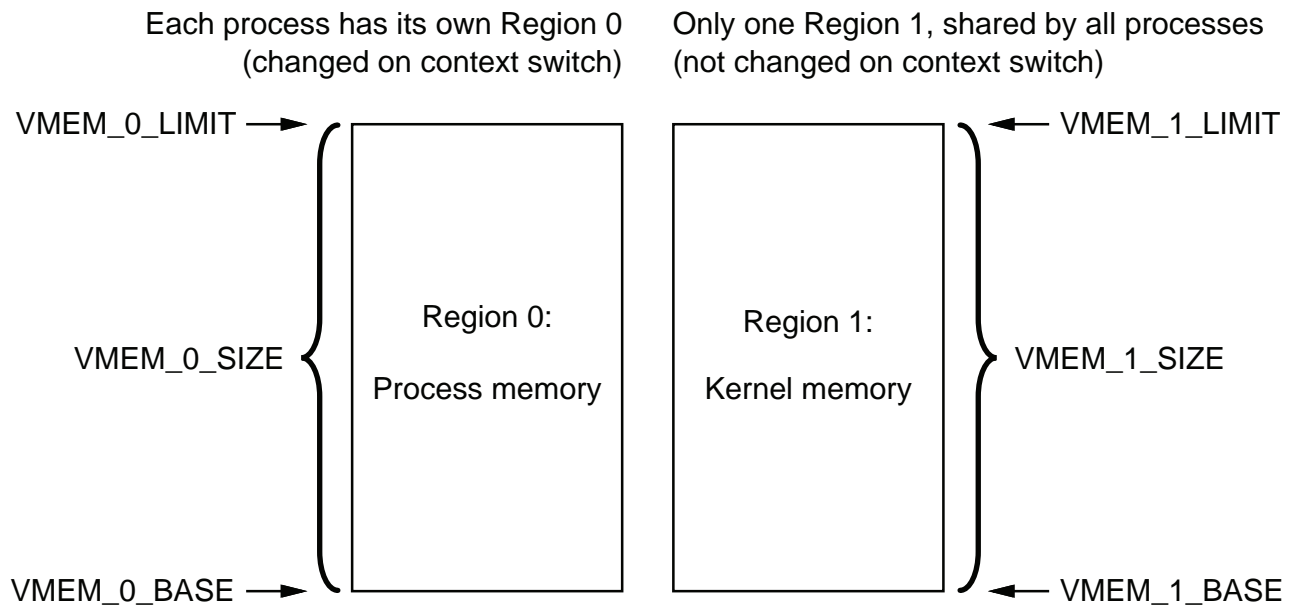 Each process has its own Region 0
(changed on context switch)
Only one Region 1, shared by all processes
(not changed on context switch)
VMEM_0_LIMIT
VMEM_1_LIMIT
Region 0:
Process memory
Region 1:
Kernel memory
VMEM_0_SIZE
VMEM_1_SIZE
VMEM_0_BASE
VMEM_1_BASE